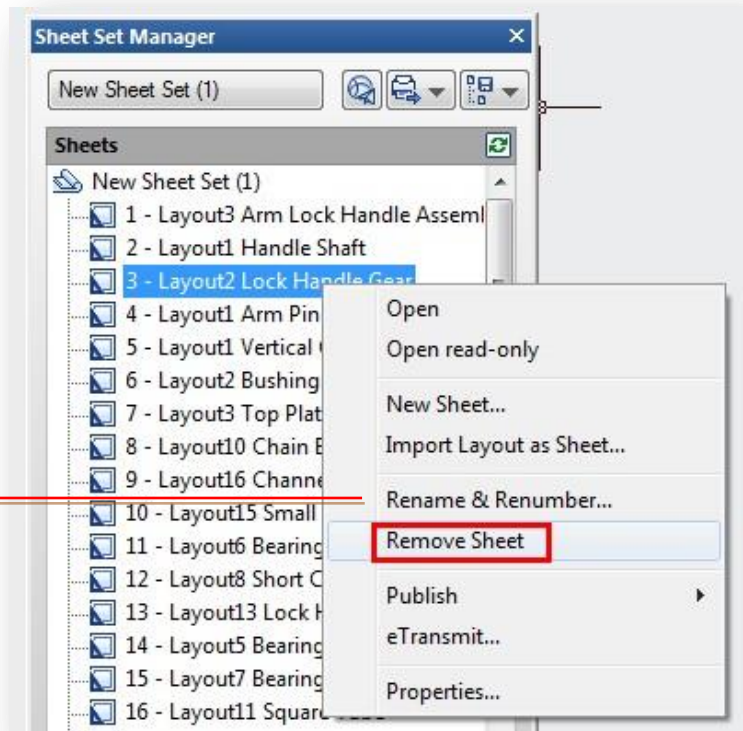 Sheet Set Manager
New Sheet Set (1)
Sheets
New Sheet Set (1)
1 - Layout3 Arm Lock Handle Assem
2 - Layout1 Handle Shaft
3 - Layout2 Lock Handle Gear
4 - Layout1 Arm Pin
5 - Layout1 Vertical
6 - Layout2 Bushing
7 - Layout3 Top Plat
8 - Layout10 Chain
9 - Layout16 Channe
10 - Layout15 Small
11 - Layout6 Bearing
12 - Layout8 Short
13 - Layout13 Lock
14 - Layout5 Bearing
15 - Layout7 Bearing
16 - Layout11 Square
Open
Open read-only
New Sheet...
Import Layout as Sheet...
Rename & Renumber...
Remove Sheet
Publish
eTransmit...
Properties...